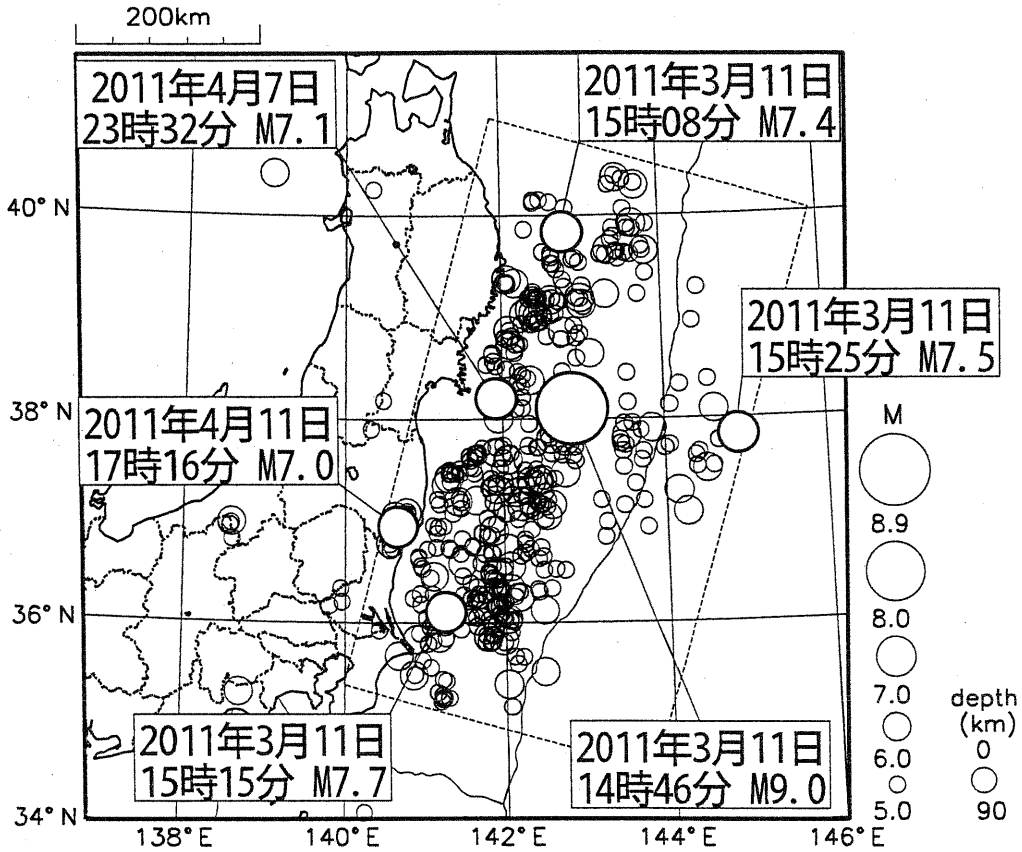 200km
2011年4月7日
23時32分 M7.1
2011年3月11日
15時08分 M7.4
40°N
2011年3月11日
15時25分 M7.5
38°N
2011年4月11日
17時16分 M7.0
M
8.9
8.0
7.0
6.0
5.0
depth
(km)
0
90
36°N
2011年3月11日
15時15分 M7.7
2011年3月11日
14時46分 M9.0
34°N
138°E
140°E
142°E
144°E
146°E